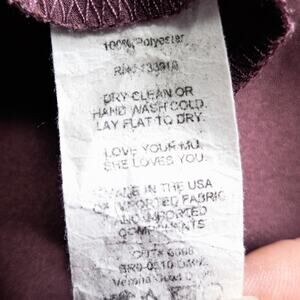 100% Polyester
DRY CLEAN OR
HAND WASH COLD.
LAY FLAT TO DRY.
LOVE YOUR MU
SHE LOVES YOU.
MADE IN THE USA
OF IMPORTED FABRIC
AND IMPORTED
COMPONENTS